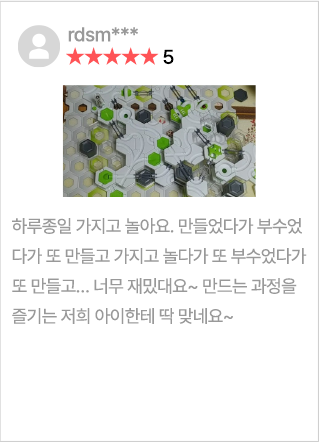 rdsm***
★★★★★ 5
하루종일 가지고 놀아요. 만들었다가 부수었
다가 또 만들고 가지고 놀다가 또 부수었다가
또 만들고... 너무 재밌대요~ 만드는 과정을
즐기는 저희 아이한테 딱 맞네요~